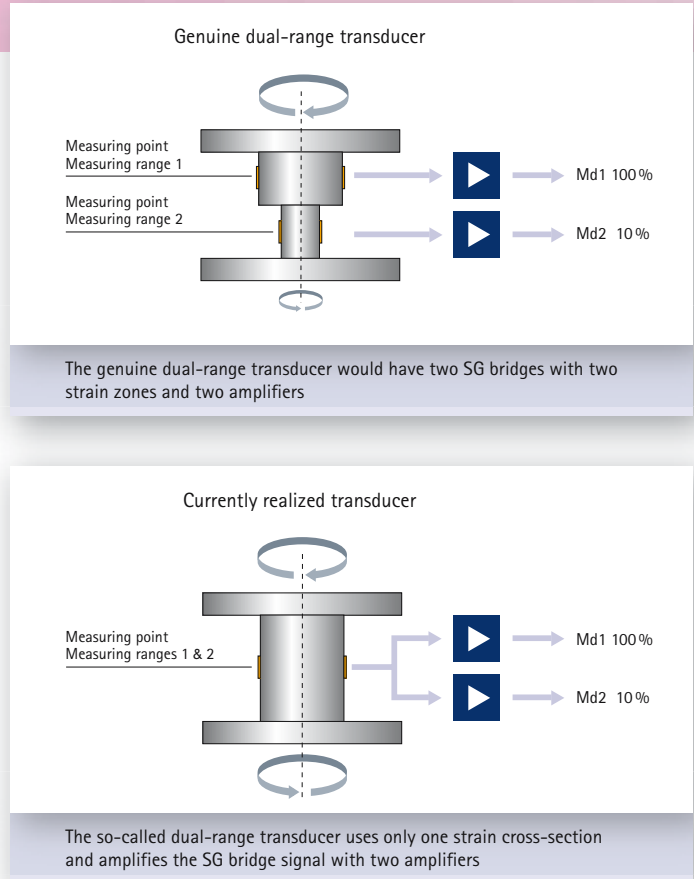 Genuine dual-range transducer
Measuring point
Measuring range 1
Md1 100 %
Measuring point
Measuring range 2
Md2 10 %
The genuine dual-range transducer would have two SG bridges with two
strain zones and two amplifiers
Currently realized transducer
Measuring point
Measuring ranges 1 & 2
Md1 100 %
Md2 10 %
The so-called dual-range transducer uses only one strain cross-section
and amplifies the SG bridge signal with two amplifiers